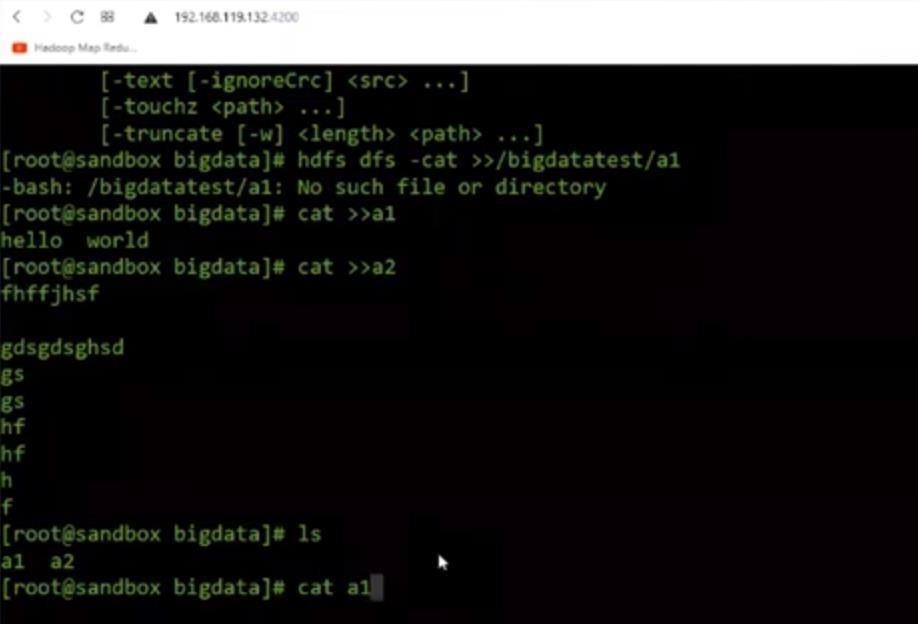 192.168.119.132:4200
Hadoop Map Redu...
[-text [-ignoreCrc] <src> ...]
[-touchz <path> ...]
[-truncate [-w] <length> <path> ...]
[root@sandbox bigdata]# hdfs dfs -cat >>/bigdatatest/a1
-bash: /bigdatatest/a1: No such file or directory
[root@sandbox bigdata]# cat >>a1
hello  world
[root@sandbox bigdata]# cat >>a2
fhffjhsf
gdsgdsghsd
gs
gs
hf
hf
h
f
[root@sandbox bigdata]# ls
a1  a2
[root@sandbox bigdata]# cat a1